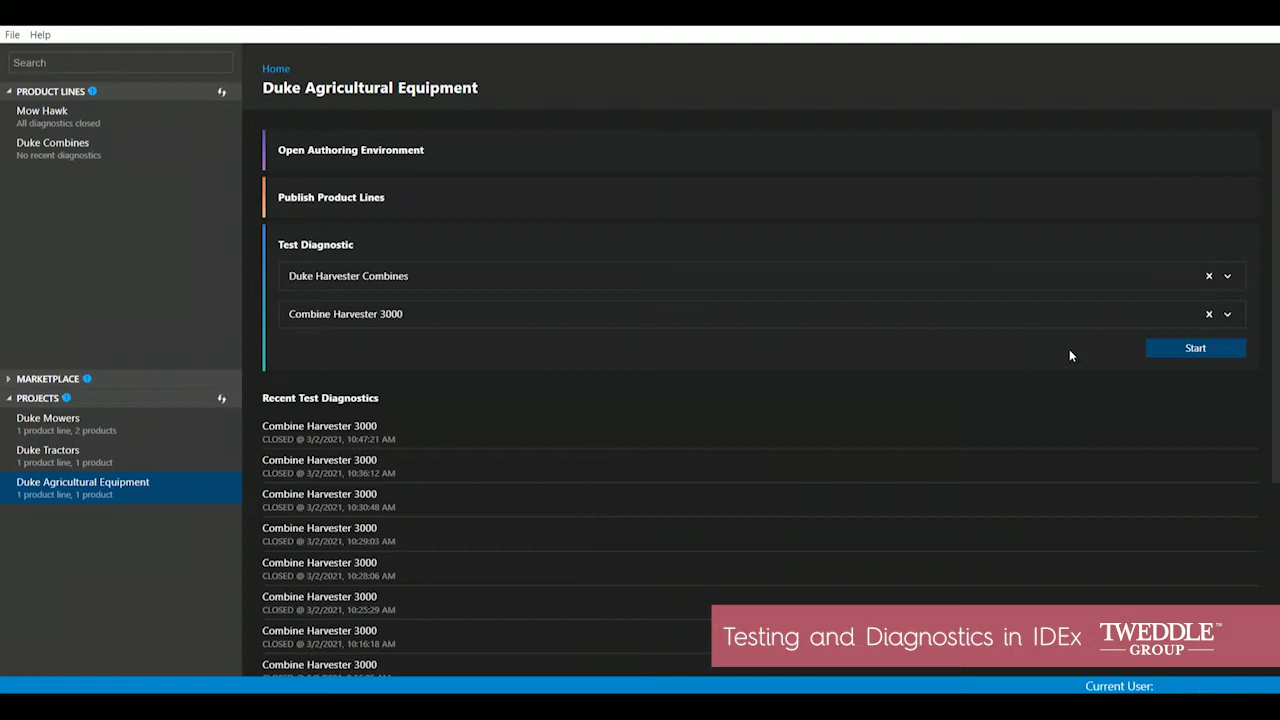 File Help
Search
PRODUCT LINES
Mow Hawk
All diagnostics closed
Duke Combines
No recent diagnostics
MARKETPLACE
PROJECTS
Duke Mowers
1 product line, 2 products
Duke Tractors
1 product line, 1 product
Duke Agricultural Equipment
1 product line, 1 product
Home
Duke Agricultural Equipment
Open Authoring Environment
Publish Product Lines
Test Diagnostic
Duke Harvester Combines
Combine Harvester 3000
Start
Recent Test Diagnostics
Combine Harvester 3000
CLOSED @ 3/2/2021, 10:47:21 AM
Combine Harvester 3000
CLOSED @ 3/2/2021, 10:36:12 AM
Combine Harvester 3000
CLOSED @ 3/2/2021, 10:30:48 AM
Combine Harvester 3000
CLOSED @ 3/2/2021, 10:29:03 AM
Combine Harvester 3000
CLOSED @ 3/2/2021, 10:28:06 AM
Combine Harvester 3000
CLOSED @ 3/2/2021, 10:25:29 AM
Combine Harvester 3000
CLOSED @ 3/2/2021, 10:16:18 AM
Combine Harvester 3000
Testing and Diagnostics in IDEx
TWEDDLE™
GROUP
Current User: